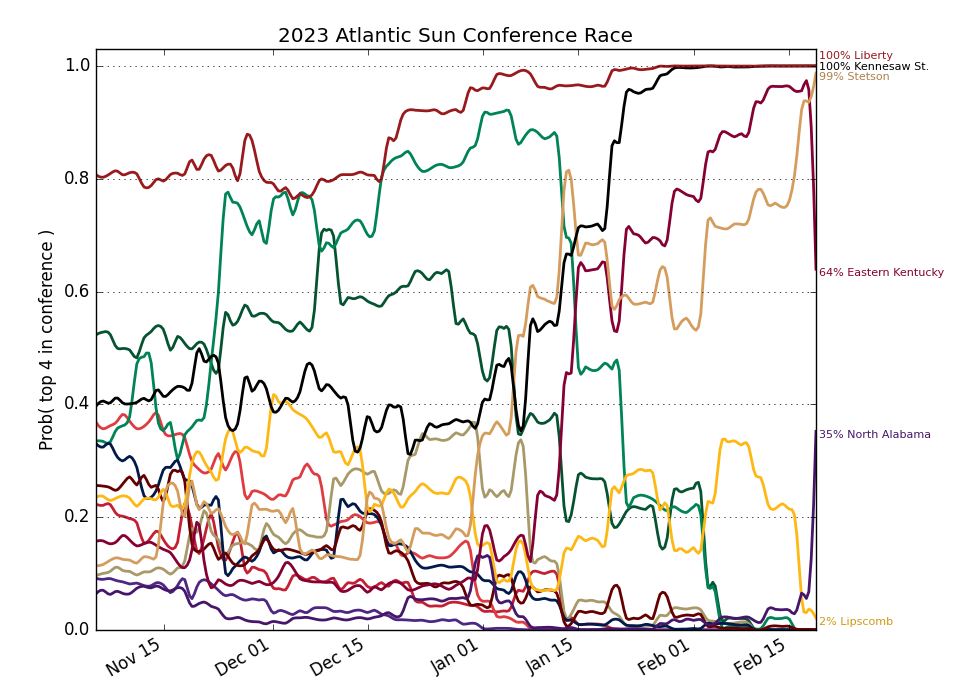 2023 Atlantic Sun Conference Race
Prob( top 4 in conference )
1.0
0.8
0.6
0.4
0.2
0.0
Nov 15
Dec 01
Dec 15
Jan 01
Jan 15
Feb 01
Feb 15
100% Liberty
100% Kennesaw St.
99% Stetson
64% Eastern Kentucky
35% North Alabama
2% Lipscomb